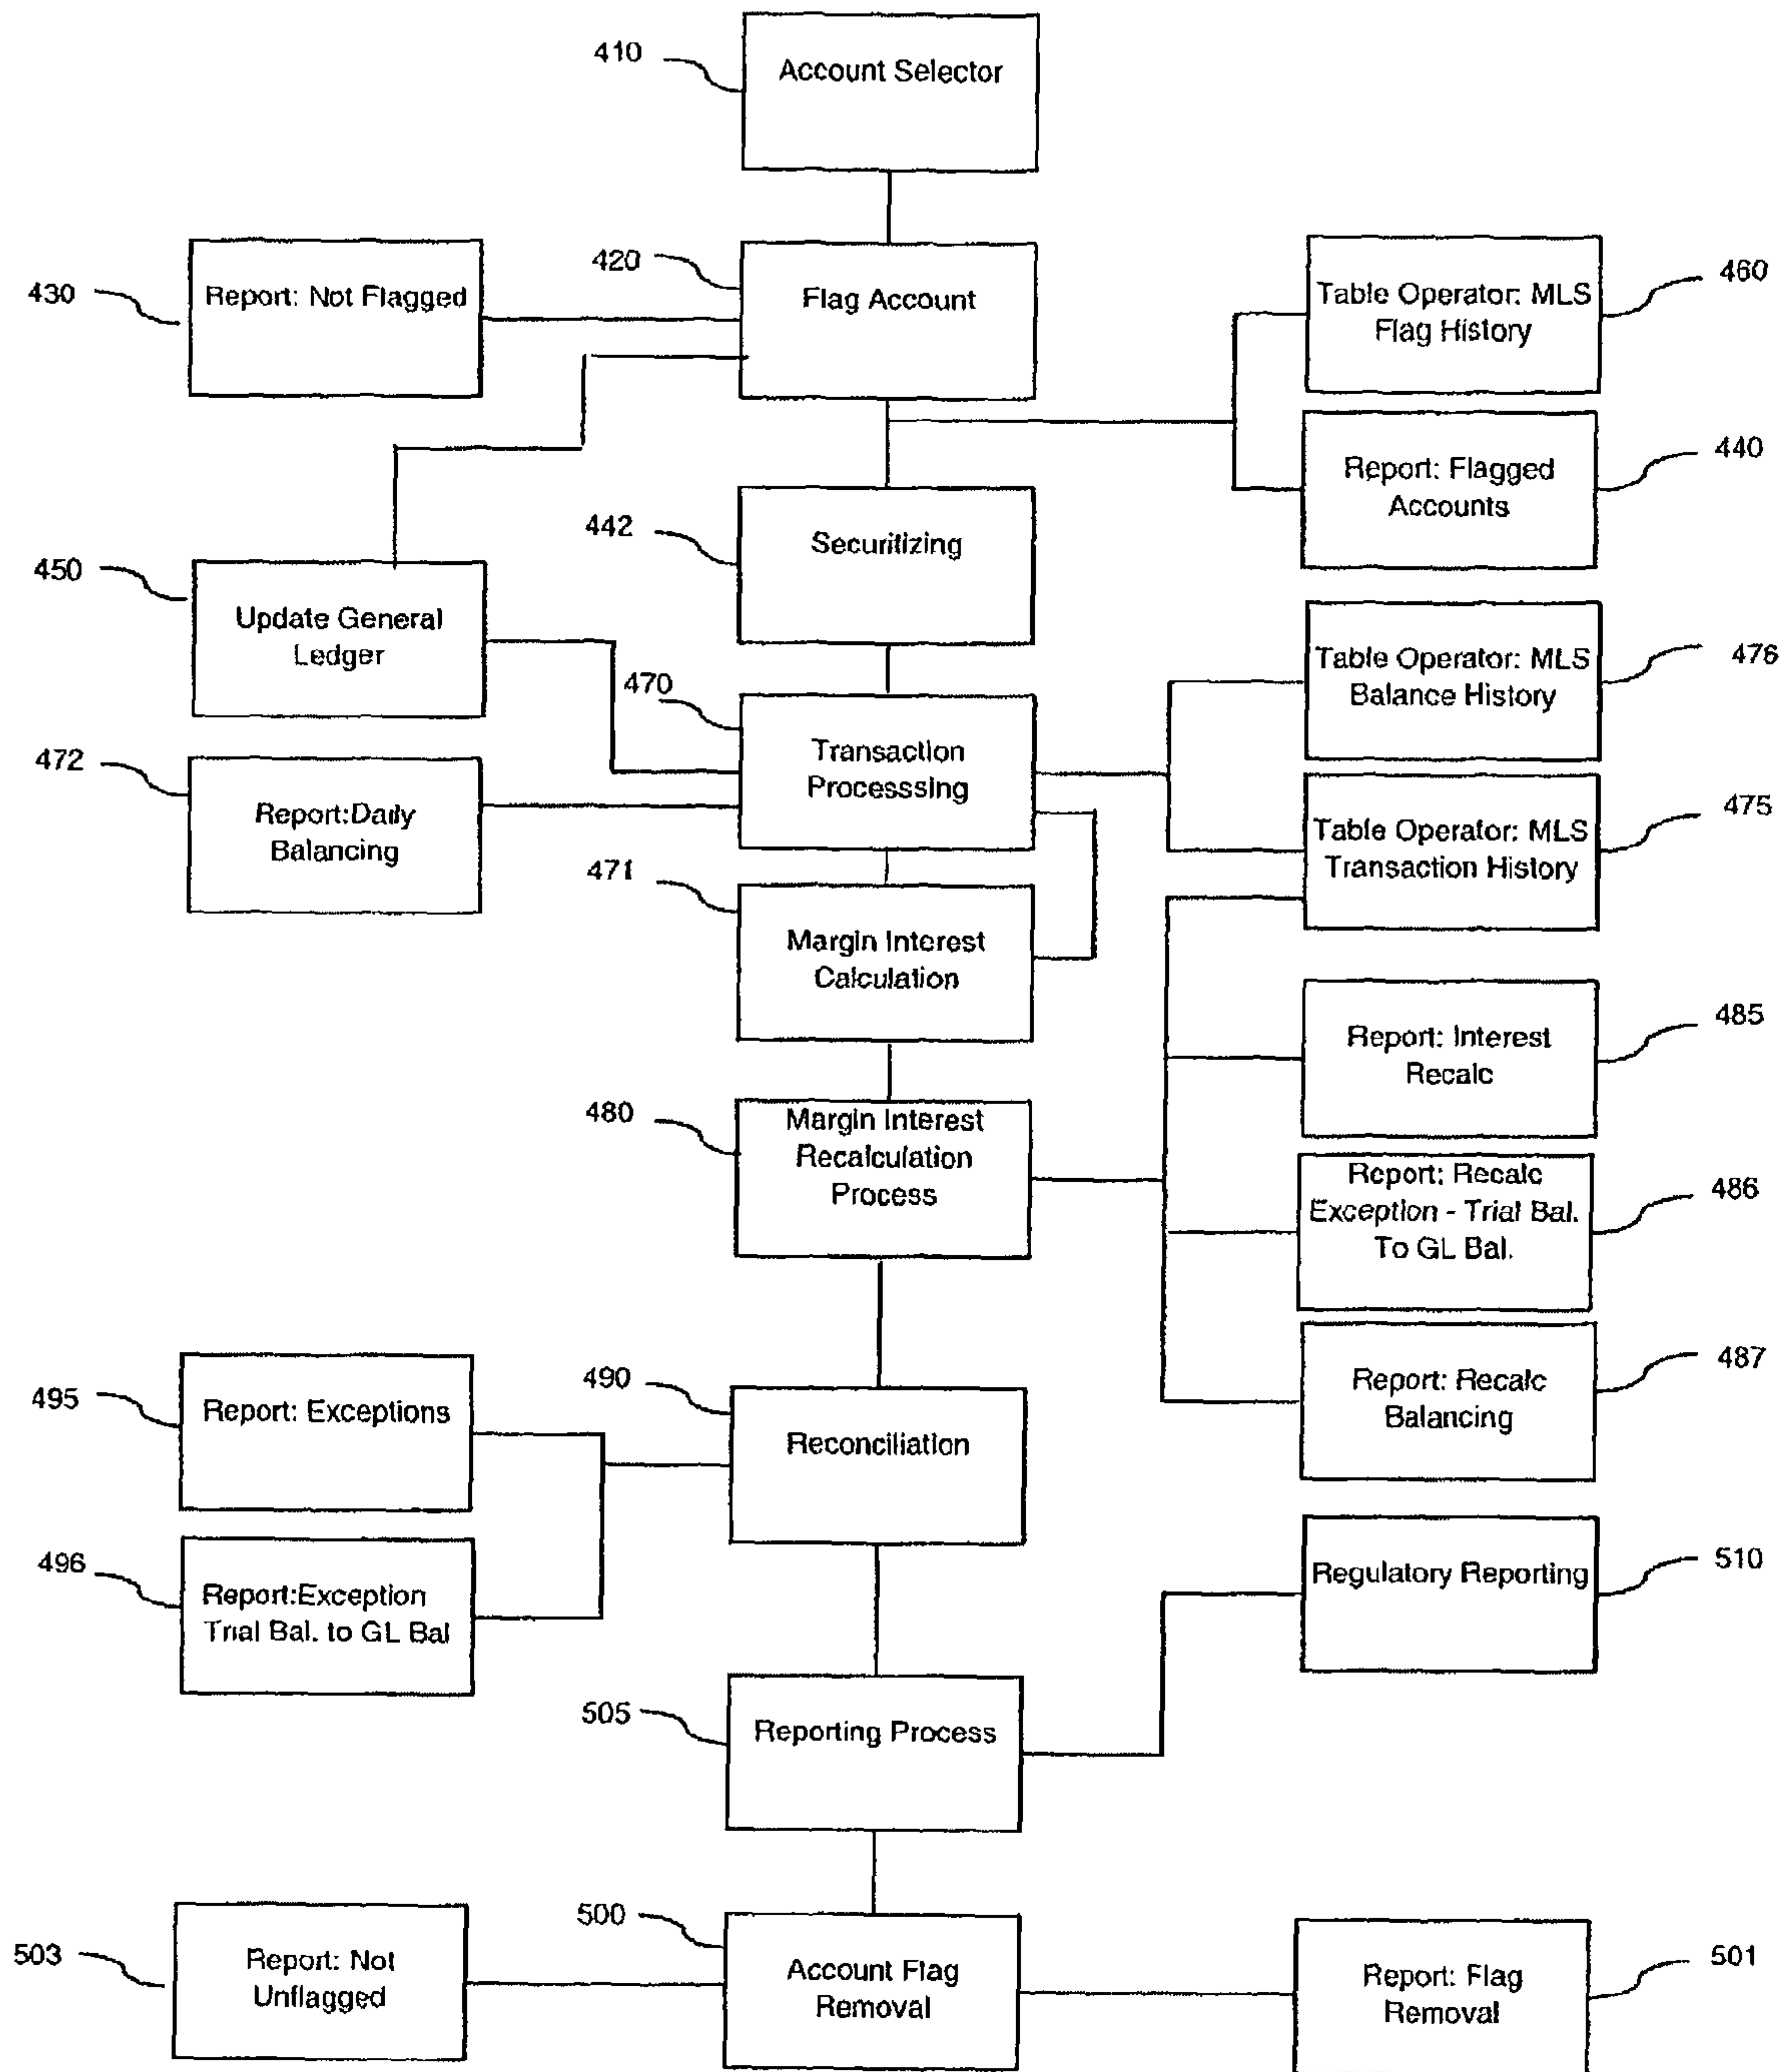 410
Account Selector
420
Flag Account
430
Report: Not Flagged
460
Table Operator: MLS
Flag History
440
Report: Flagged
Accounts
442
Securitizing
450
Update General
Ledger
470
Transaction
Processsing
476
Table Operator: MLS
Balance History
472
Report:Daily
Balancing
475
Table Operator: MLS
Transaction History
471
Margin Interest
Calculation
485
Report: Interest
Recalc
480
Margin Interest
Recalculation
Process
486
Report: Recalc
Exception - Trial Bal.
To GL Bal.
487
Report: Recalc
Balancing
495
Report: Exceptions
490
Reconciliation
496
Report:Exception
Trial Bal. to GL Bal
510
Regulatory Reporting
505
Reporting Process
503
Report: Not
Unflagged
500
Account Flag
Removal
501
Report: Flag
Removal